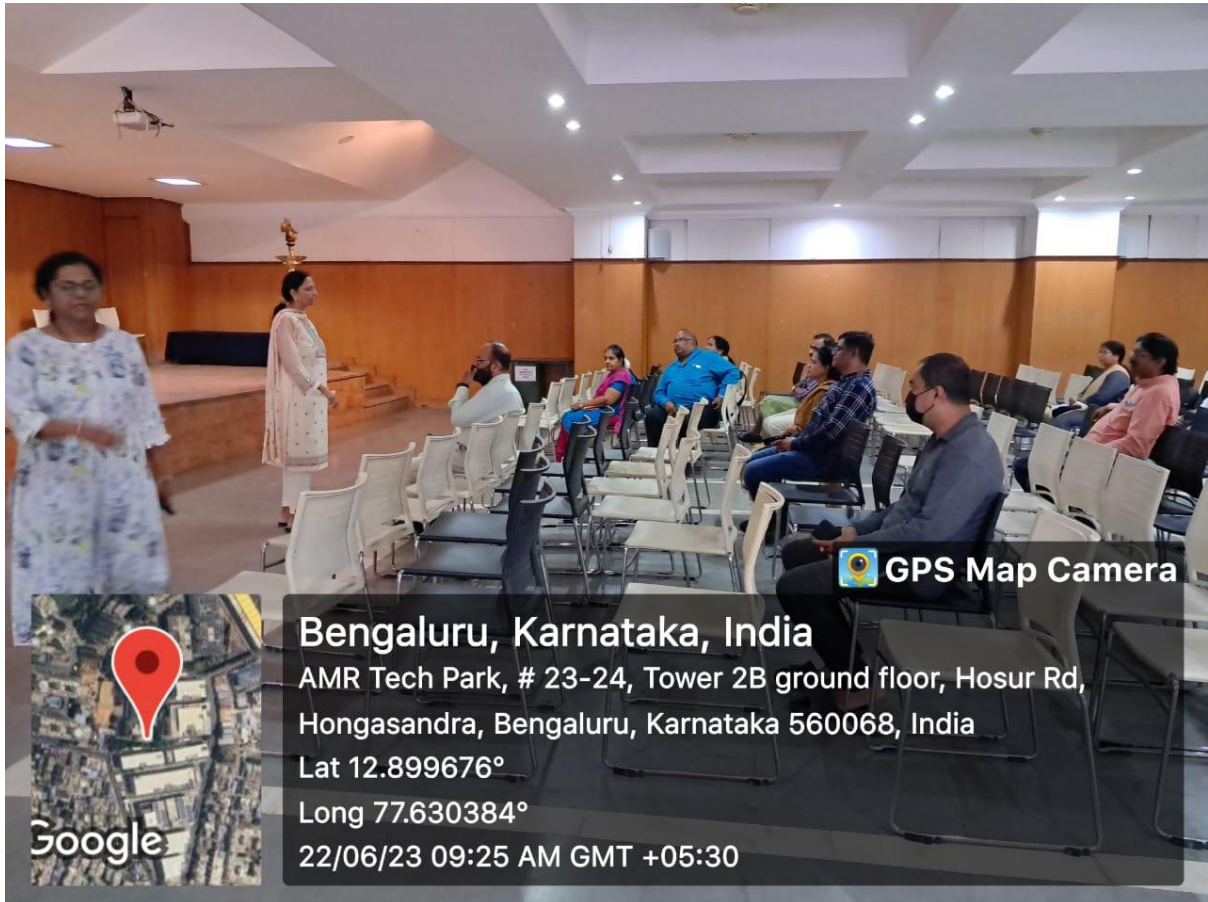 GPS Map Camera
Bengaluru, Karnataka, India
AMR Tech Park, # 23-24, Tower 2B ground floor, Hosur Rd,
Hongasandra, Bengaluru, Karnataka 560068, India
Lat 12.899676°
Long 77.630384°
22/06/23 09:25 AM GMT +05:30
Google